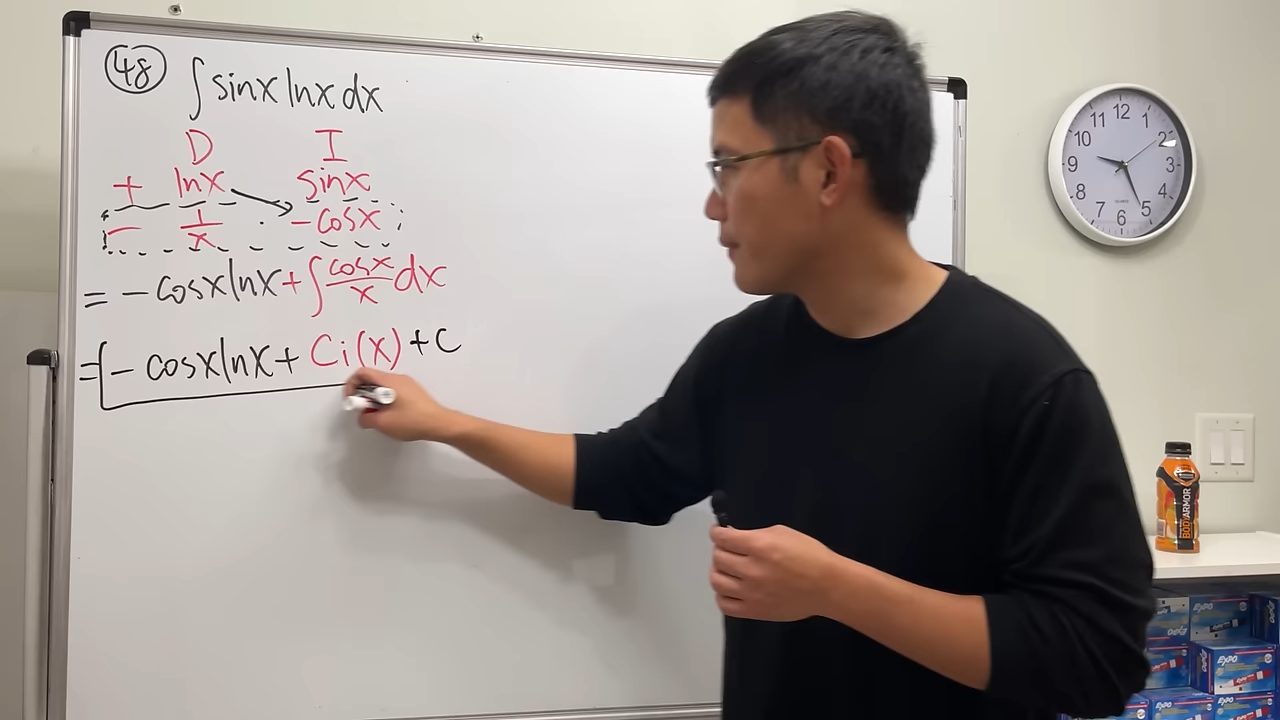 48 ∫ sinx lnx dx
D I
+ lnx sinx
− 1/x −cosx
= −cosx lnx + ∫ cosx/x dx
= −cosx lnx + Ci(x) + C
12
11 1
10 2
9 3
8 4
7 6 5
BODYARMOR
EXPO
EXPO
EXPO